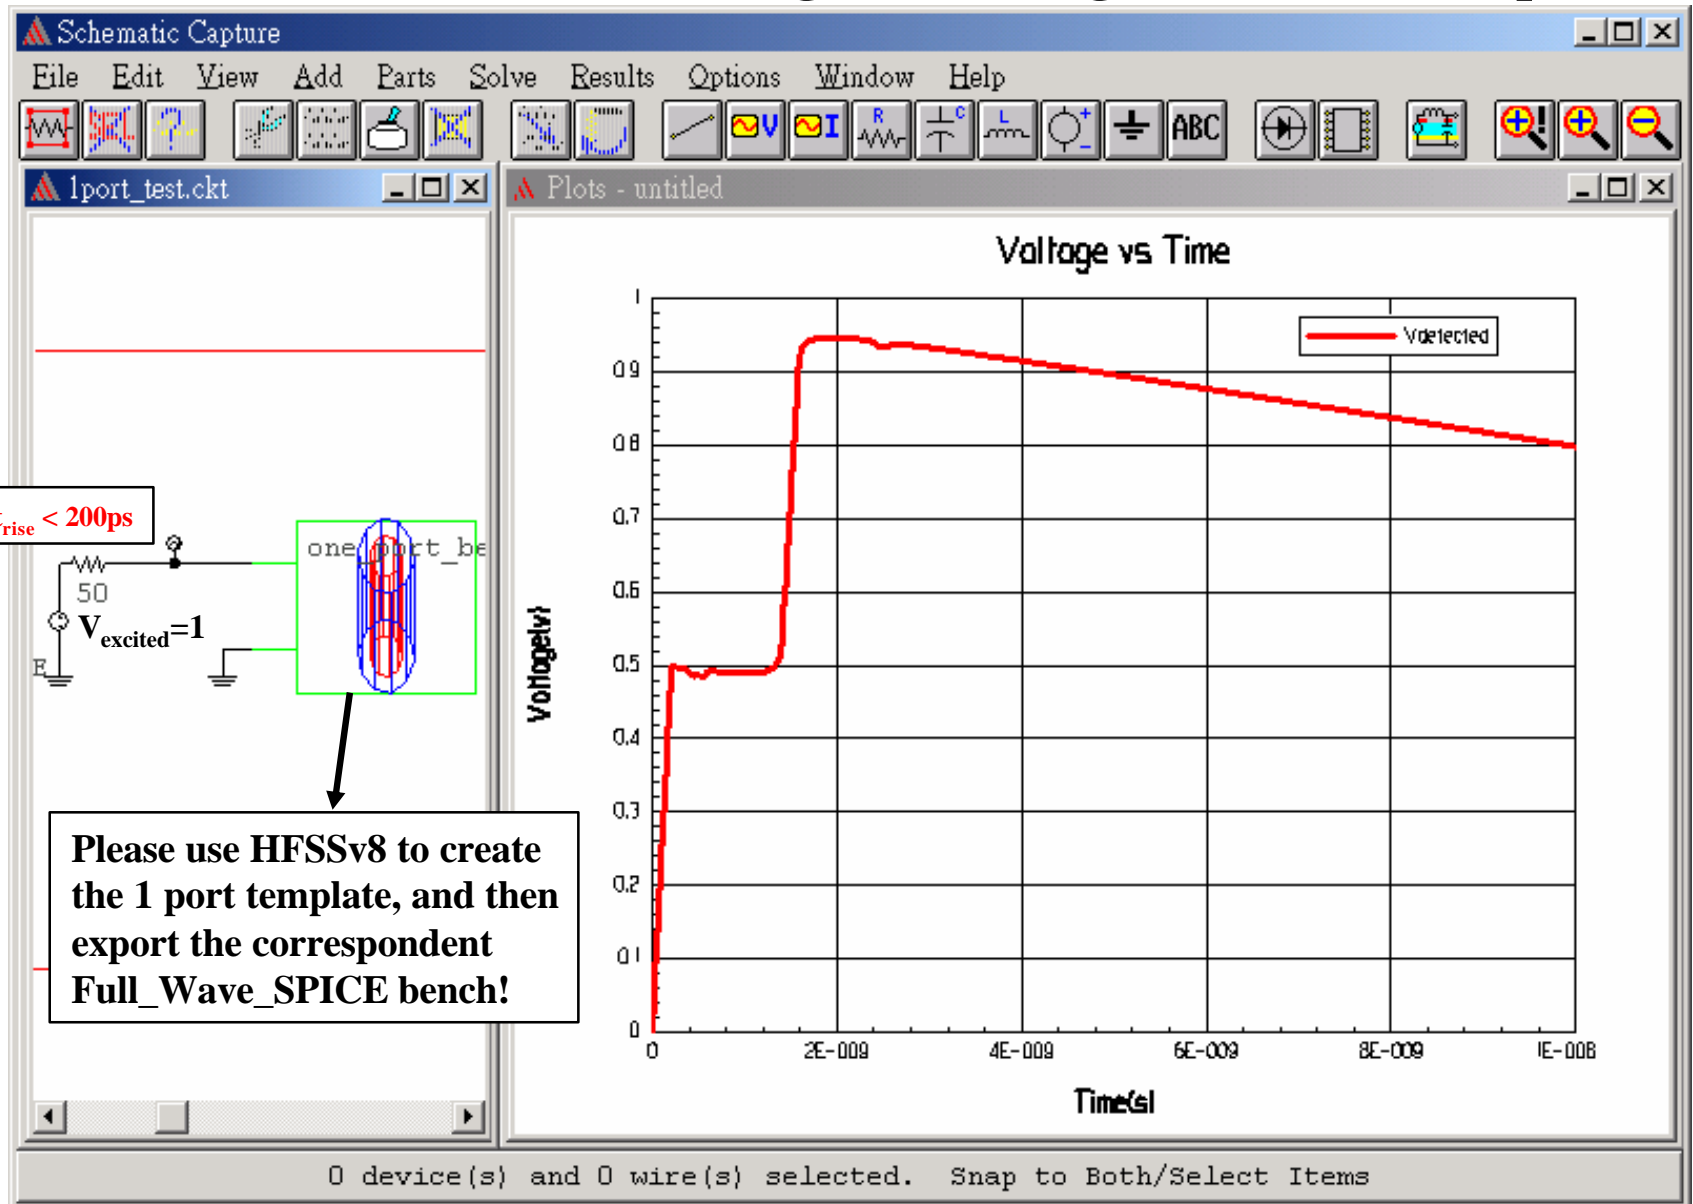 Schematic Capture
File Edit View Add Parts Solve Results Options Window Help
V I R C L ABC
1port_test.ckt
Plots - untitled
Voltage vs Time
Vdetected
1
0.9
0.8
0.7
0.6
0.5
0.4
0.3
0.2
0.1
0
0 2E-009 4E-009 6E-009 8E-009 1E-008
Voltage(v)
Time(s)
rise < 200ps
one_port_be
50
Vexcited=1
E
Please use HFSSv8 to create
the 1 port template, and then
export the correspondent
Full_Wave_SPICE bench!
0 device(s) and 0 wire(s) selected. Snap to Both/Select Items